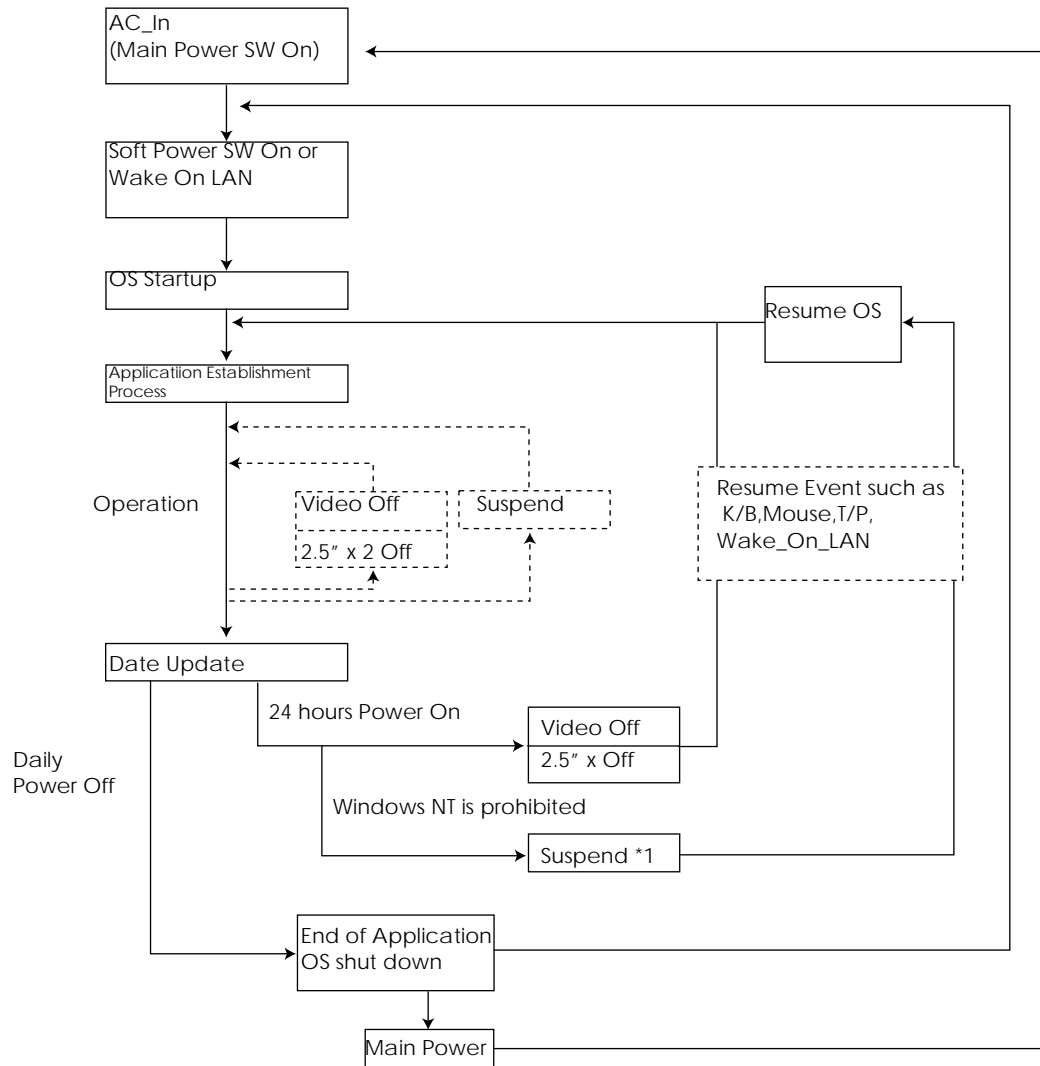 AC_In
(Main Power SW On)
Soft Power SW On or
Wake On LAN
OS Startup
Resume OS
Applicatiion Establishment
Process
Operation
Video Off
2.5" x 2 Off
Suspend
Resume Event such as
K/B,Mouse,T/P,
Wake_On_LAN
Date Update
24 hours Power On
Video Off
2.5" x Off
Daily
Power Off
Windows NT is prohibited
Suspend *1
End of Application
OS shut down
Main Power